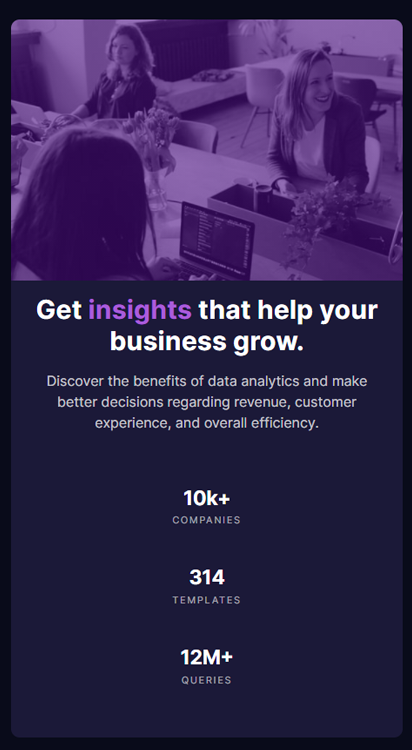 Get insights that help your
business grow.
Discover the benefits of data analytics and make
better decisions regarding revenue, customer
experience, and overall efficiency.
10k+
COMPANIES
314
TEMPLATES
12M+
QUERIES